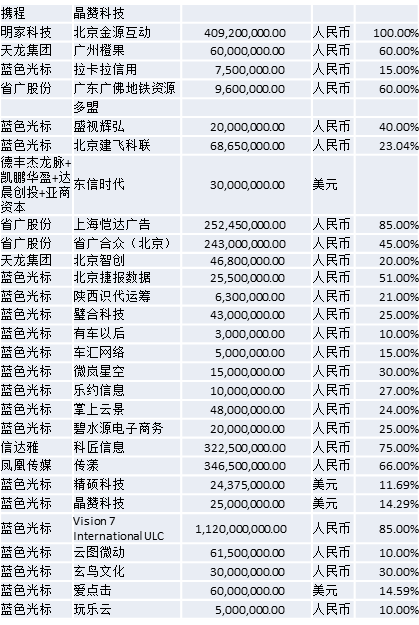 携程 晶赞科技
明家科技 北京金源互动 409,200,000.00 人民币 100.00%
天龙集团 广州橙果 60,000,000.00 人民币 60.00%
蓝色光标 拉卡拉信用 7,500,000.00 人民币 15.00%
省广股份 广东广佛地铁资源 9,600,000.00 人民币 60.00%
多盟
蓝色光标 盛视辉弘 20,000,000.00 人民币 40.00%
蓝色光标 北京建飞科联 68,650,000.00 人民币 23.04%
德丰杰龙脉+
凯鹏华盈+达
晨创投+亚商
资本
东信时代 30,000,000.00 美元
省广股份 上海恺达广告 252,450,000.00 人民币 85.00%
省广股份 省广合众（北京） 243,000,000.00 人民币 45.00%
天龙集团 北京智创 46,800,000.00 人民币 20.00%
蓝色光标 北京捷报数据 25,500,000.00 人民币 51.00%
蓝色光标 陕西识代运筹 6,300,000.00 人民币 21.00%
蓝色光标 璧合科技 43,000,000.00 人民币 25.00%
蓝色光标 有车以后 3,000,000.00 人民币 10.00%
蓝色光标 车汇网络 5,000,000.00 人民币 15.00%
蓝色光标 微岚星空 15,000,000.00 人民币 30.00%
蓝色光标 乐约信息 10,000,000.00 人民币 27.00%
蓝色光标 掌上云景 48,000,000.00 人民币 24.00%
蓝色光标 碧水源电子商务 20,000,000.00 人民币 25.00%
信达雅 科匠信息 322,500,000.00 人民币 75.00%
凤凰传媒 传漾 346,500,000.00 人民币 66.00%
蓝色光标 精硕科技 24,375,000.00 美元 11.69%
蓝色光标 晶赞科技 25,000,000.00 美元 14.29%
蓝色光标 Vision 7
International ULC 1,120,000,000.00 人民币 85.00%
蓝色光标 云图微动 61,500,000.00 人民币 10.00%
蓝色光标 玄鸟文化 30,000,000.00 人民币 30.00%
蓝色光标 爱点击 60,000,000.00 美元 14.59%
蓝色光标 玩乐云 5,000,000.00 人民币 10.00%